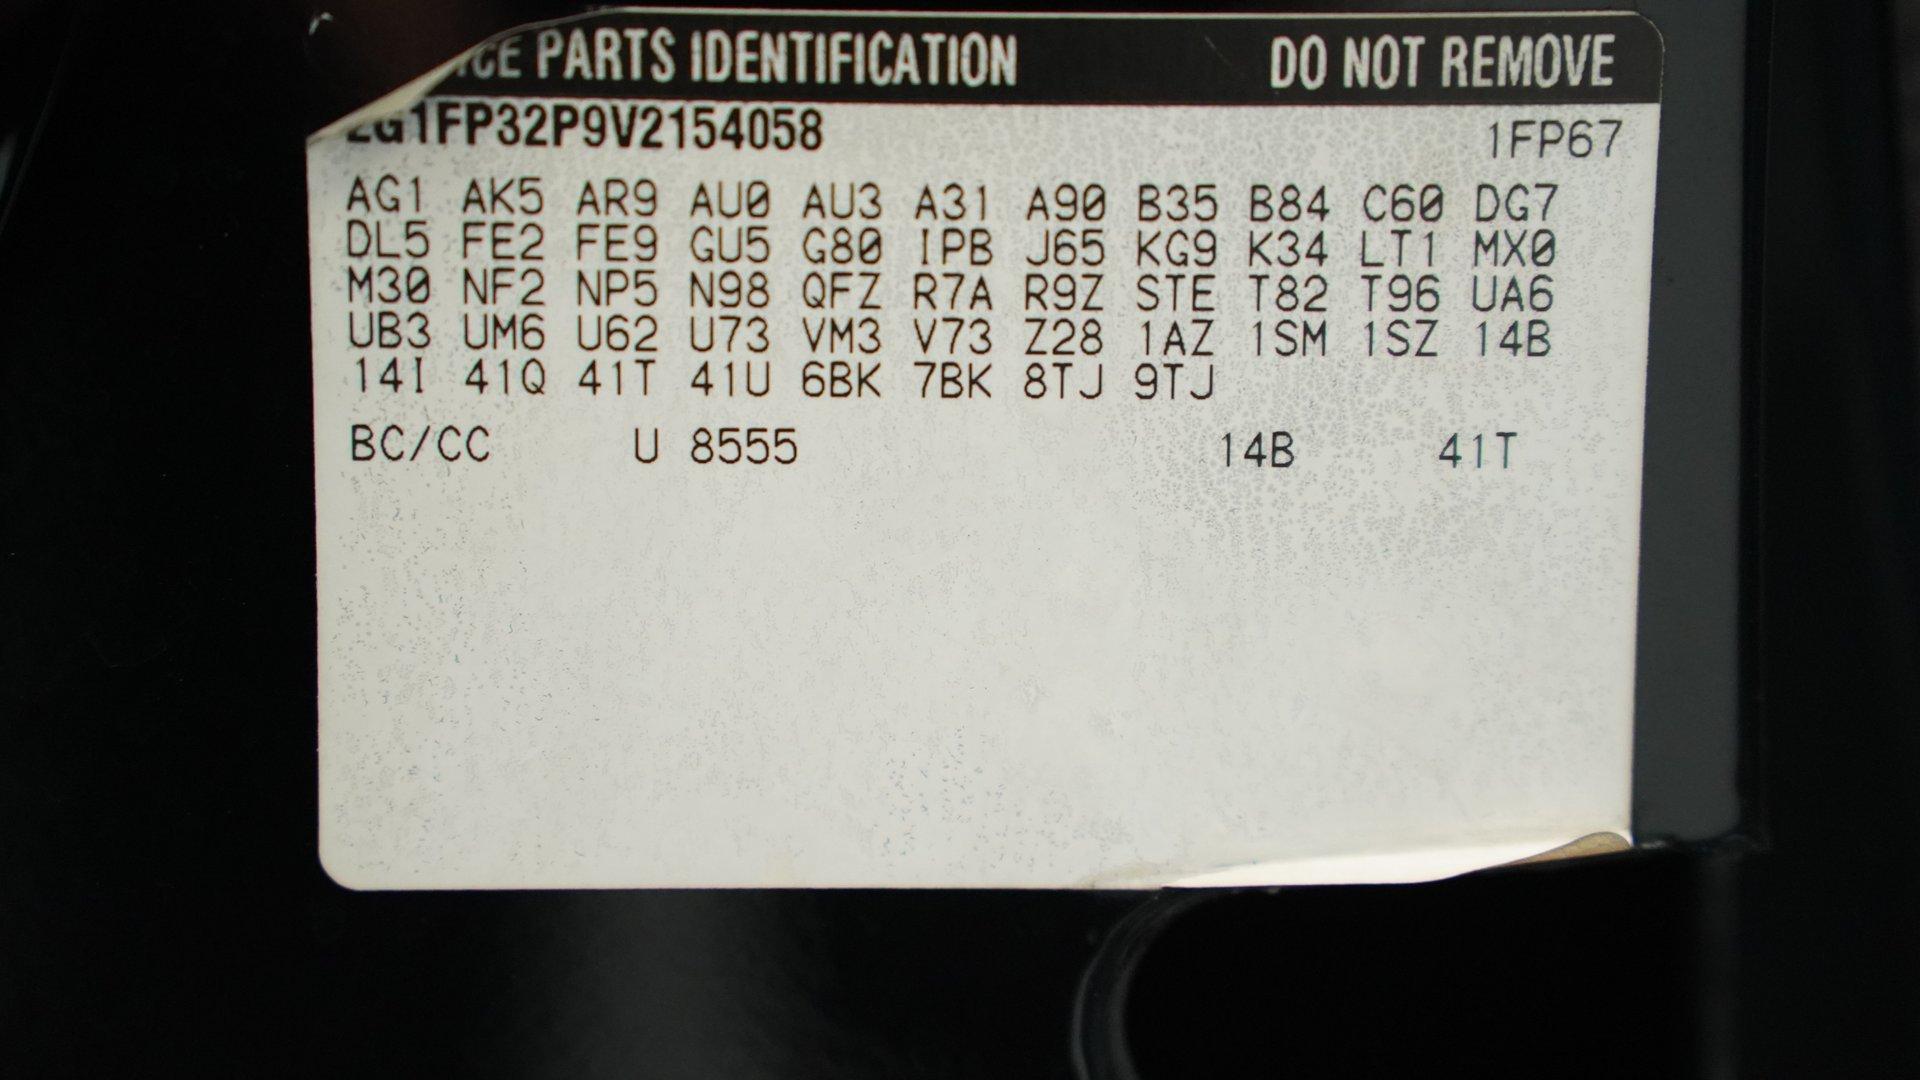 PARTS IDENTIFICATION DO NOT REMOVE
2G1FP32P9V2154058 1FP67
AG1 AK5 AR9 AU0 AU3 A31 A90 B35 B84 C60 DG7
DL5 FE2 FE9 GU5 G80 IPB J65 KG9 K34 LT1 MX0
M30 NF2 NP5 N98 QFZ R7A R9Z STE T82 T96 UA6
UB3 UM6 U62 U73 VM3 V73 Z28 1AZ 1SM 1SZ 14B
14I 41Q 41T 41U 6BK 7BK 8TJ 9TJ
BC/CC U 8555 14B 41T